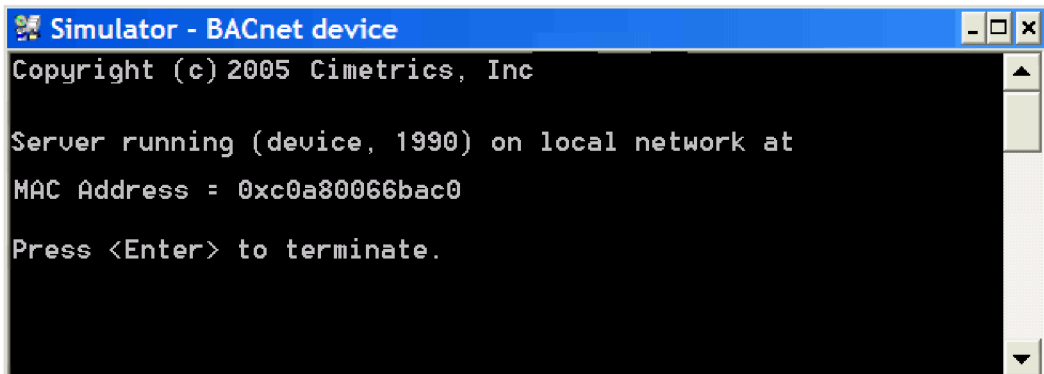 Simulator - BACnet device
Copyright (c) 2005 Cimetrics, Inc
Server running (device, 1990) on local network at
MAC Address = 0xc0a80066bac0
Press <Enter> to terminate.